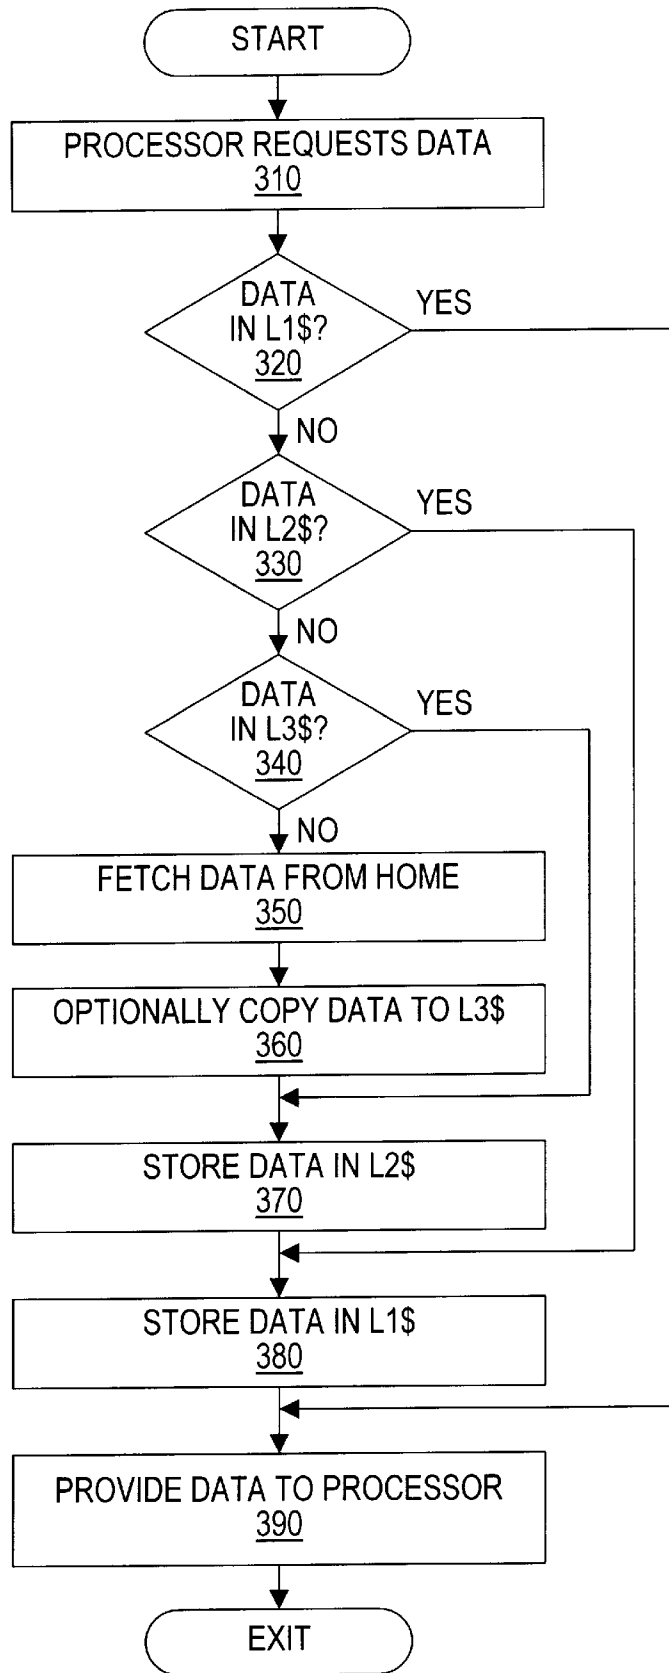 START
PROCESSOR REQUESTS DATA
310
DATA
IN L1$?
320
YES
NO
DATA
IN L2$?
330
YES
NO
DATA
IN L3$?
340
YES
NO
FETCH DATA FROM HOME
350
OPTIONALLY COPY DATA TO L3$
360
STORE DATA IN L2$
370
STORE DATA IN L1$
380
PROVIDE DATA TO PROCESSOR
390
EXIT